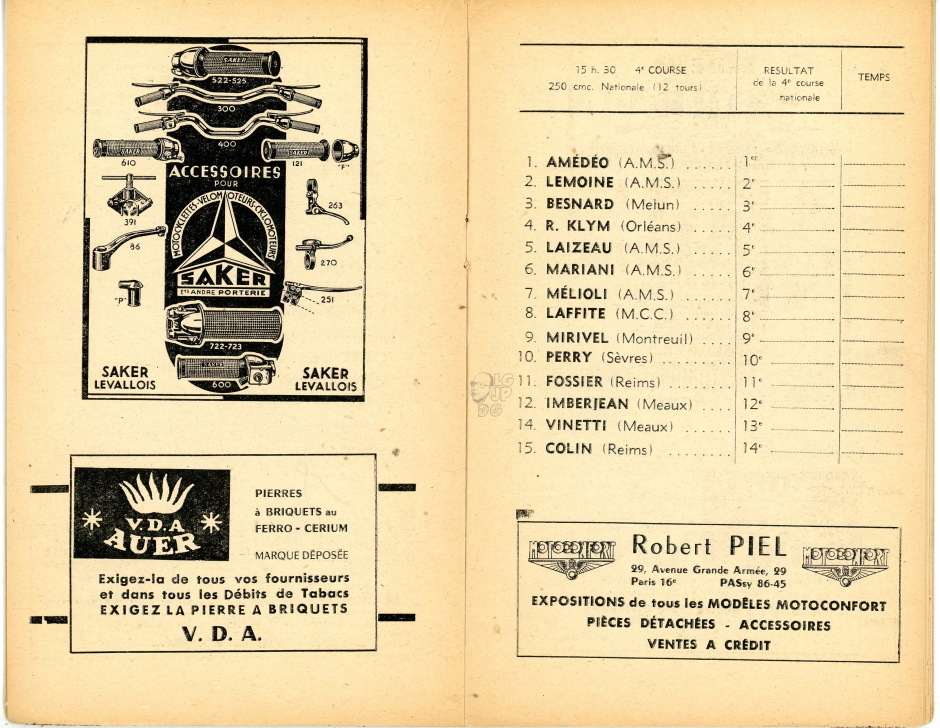 SAKER
522-525
300
400
610
SAKER
SAKER
121
"F"
ACCESSOIRES
POUR
MOTOCYCLETTES-VELOMOTEURS-CYCLOMOTEURS
391
263
86
270
SAKER
ETS ANDRE PORTERIE
"P"
251
722-723
SAKER
600
SAKER
LEVALLOIS
SAKER
LEVALLOIS
V.D.A
AUER
PIERRES
à BRIQUETS au
FERRO - CERIUM
MARQUE DÉPOSÉE
Exigez-la de tous vos fournisseurs
et dans tous les Débits de Tabacs
EXIGEZ LA PIERRE A BRIQUETS
V. D. A.
15 h. 30 4e COURSE
250 cmc. Nationale (12 tours)
RESULTAT
de la 4e course
nationale
TEMPS
1. AMÉDÉO (A.M.S.) ...... 1er
2. LEMOINE (A.M.S.) ...... 2e
3. BESNARD (Melun) ...... 3e
4. R. KLYM (Orléans) ..... 4e
5. LAIZEAU (A.M.S.) ...... 5e
6. MARIANI (A.M.S.) ...... 6e
7. MÉLIOLI (A.M.S.) ...... 7e
8. LAFFITE (M.C.C.) ...... 8e
9. MIRIVEL (Montreuil) .... 9e
10. PERRY (Sèvres) ........ 10e
11. FOSSIER (Reims) ....... 11e
12. IMBERJEAN (Meaux) .... 12e
14. VINETTI (Meaux) ...... 13e
15. COLIN (Reims) ........ 14e
LG
JP
DG
MOTOCONFORT
Robert PIEL
MOTOCONFORT
29, Avenue Grande Armée, 29
Paris 16e PASsy 86-45
EXPOSITIONS de tous les MODÈLES MOTOCONFORT
PIÈCES DÉTACHÉES - ACCESSOIRES
VENTES A CRÉDIT